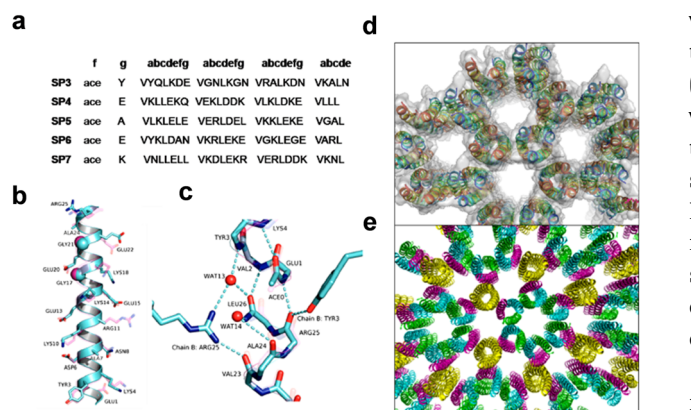 a
f g abcdefg abcdefg abcdefg abcde
SP3 ace Y VYQLKDE VGNLKGN VRALKDN VKALN
SP4 ace E VKLLEKQ VEKLDDK VLKLDKE VLLL
SP5 ace A VLKLELE VERLDEL VKKLEKE VGAL
SP6 ace E VYKLDAN VKRLEKE VGKLEGE VARL
SP7 ace K VNLLELL VKDLEKR VERLDDK VKNL
b
ARG25
ALA24
GLY21
GLU22
GLU20
LYS18
GLY17
LYS14
GLU15
GLU13
ARG11
LYS10
ASN8
ALA7
ASP6
TYR3
LYS4
GLU1
c
LYS4
TYR3
VAL2
GLU1
WAT13
ACE0
LEU26
Chain B: TYR3
WAT14
ARG25
Chain B: ARG25
ALA24
VAL23
d
e